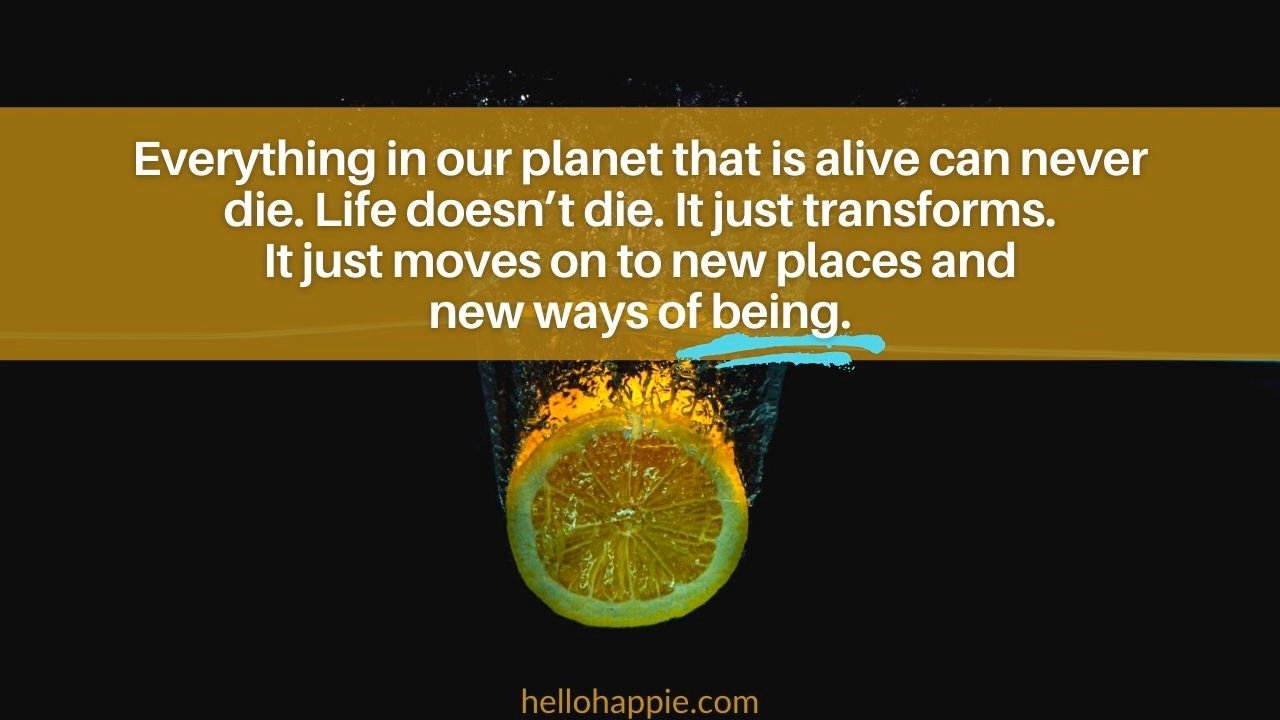 Everything in our planet that is alive can never
die. Life doesn’t die. It just transforms.
It just moves on to new places and
new ways of being.
hellohappie.com